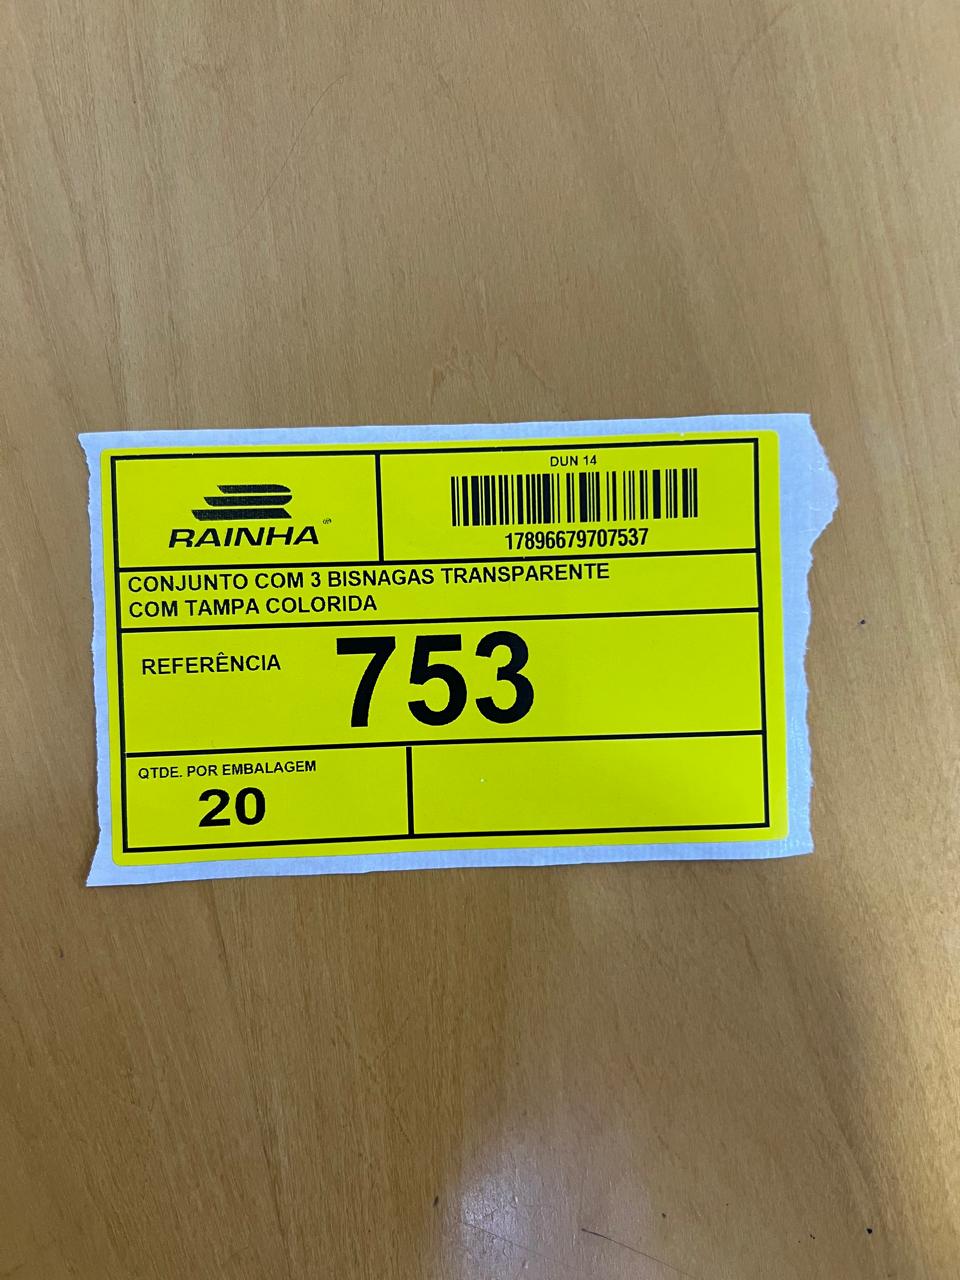 RAINHA®
DUN 14
17896679707537
CONJUNTO COM 3 BISNAGAS TRANSPARENTE
COM TAMPA COLORIDA
REFERÊNCIA 753
QTDE. POR EMBALAGEM
20